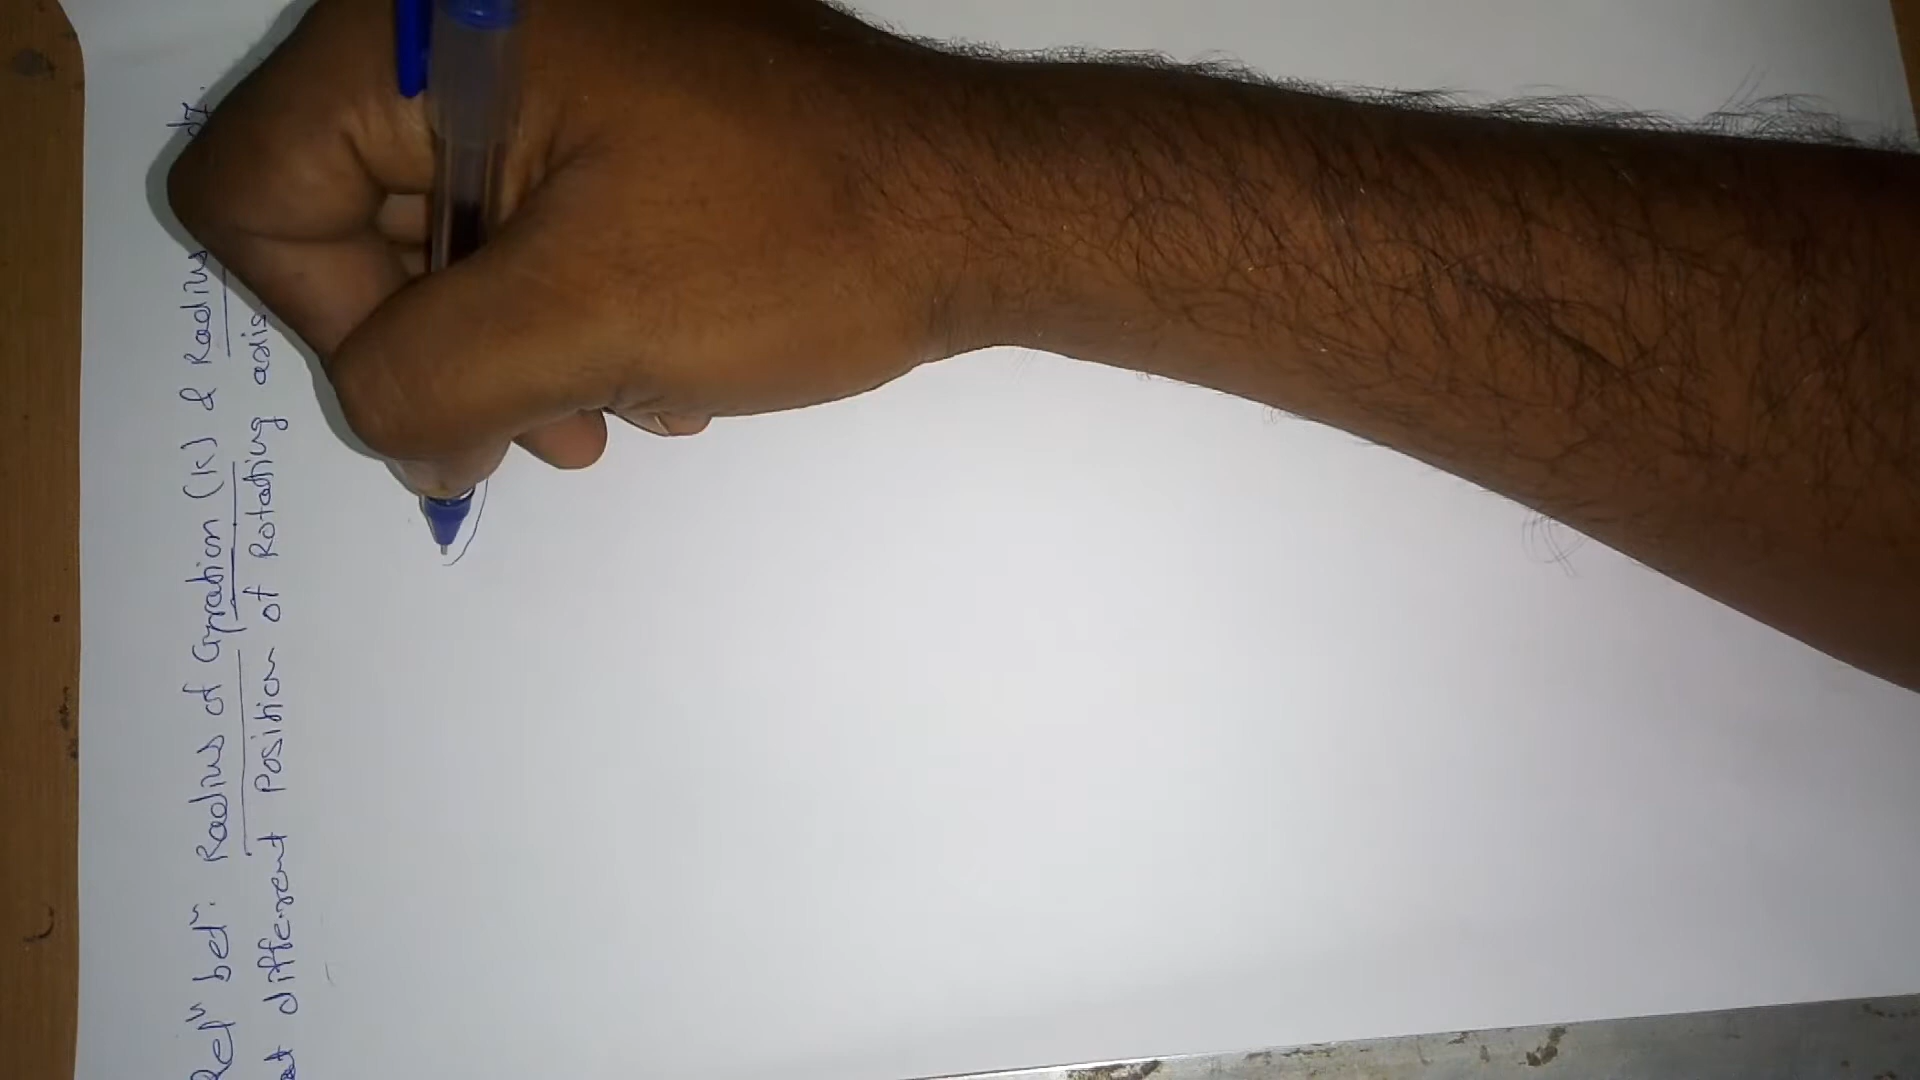 Relⁿ betⁿ. Radius of Gyration (K) & Radius
at different Position of Rotating axis